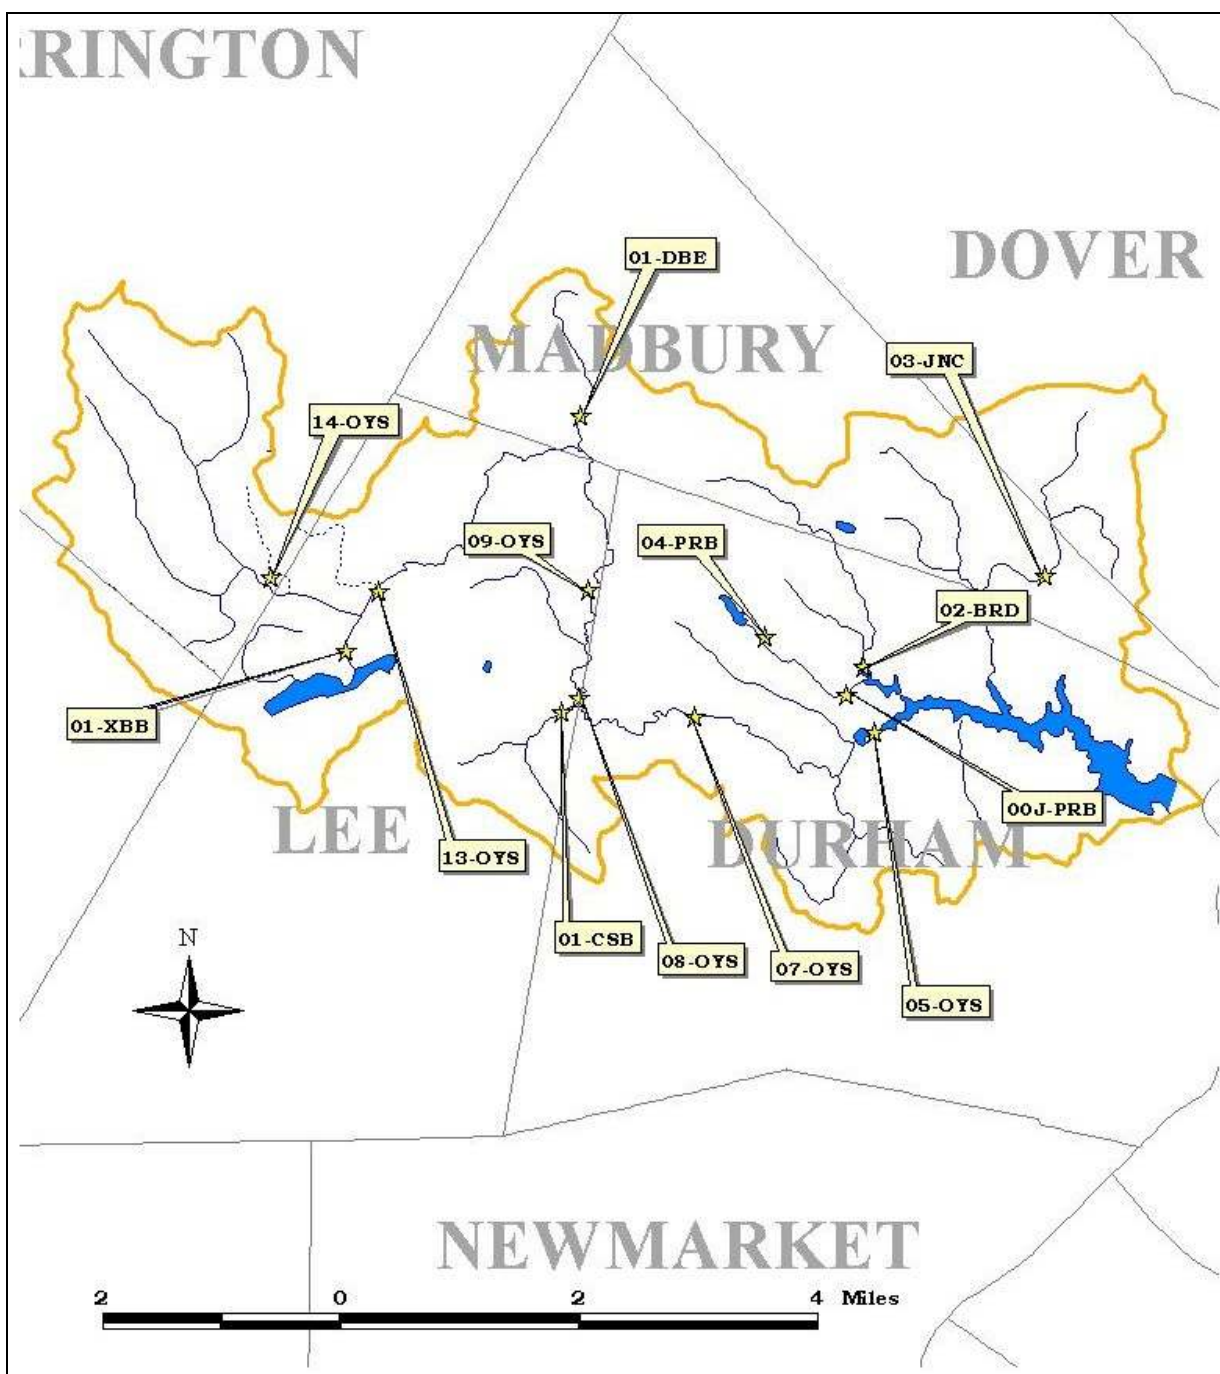 RRINGTON
DOVER
01-DBE
MADBURY
03-JNC
14-OYS
09-OYS
04-PRB
02-BRD
01-XBB
00J-PRB
LEE
DURHAM
13-OYS
01-CSB
08-OYS
07-OYS
05-OYS
N
NEWMARKET
2 0 2 4 Miles